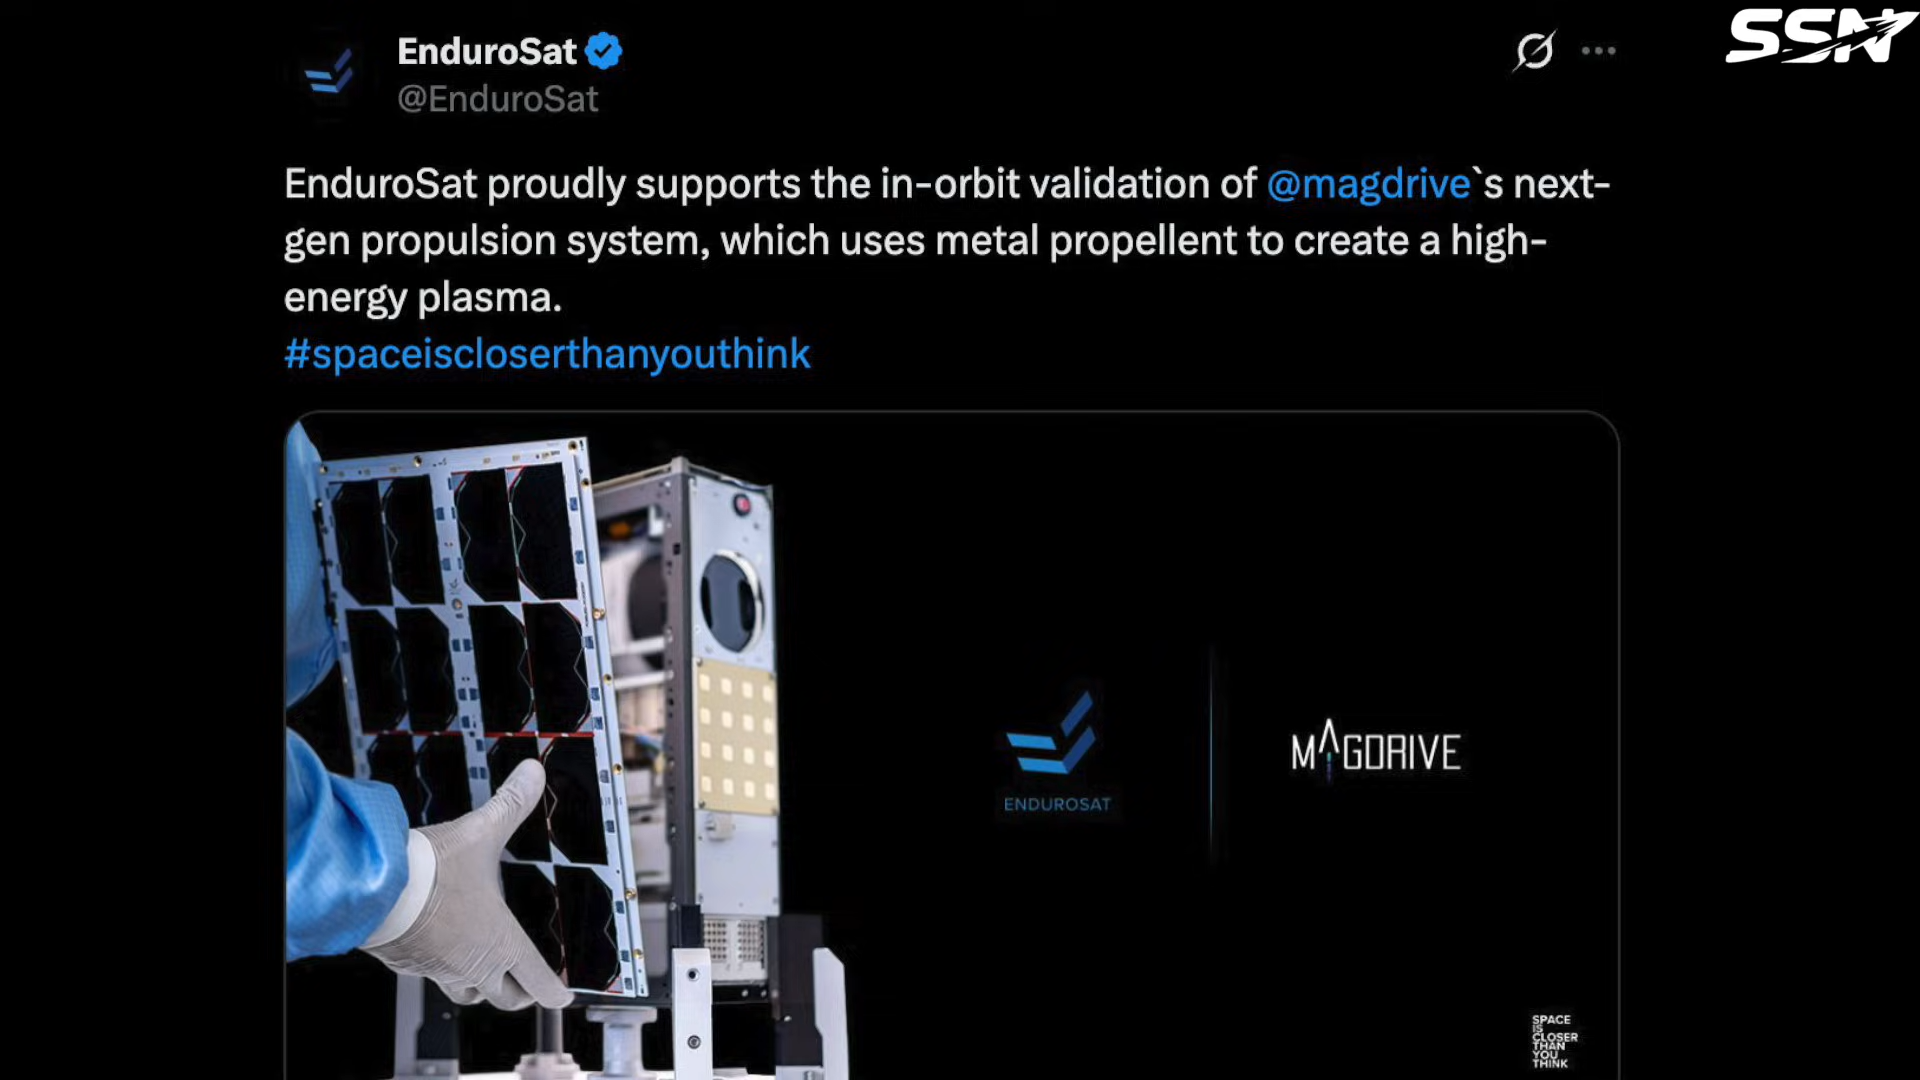 SSN
EnduroSat
@EnduroSat
EnduroSat proudly supports the in-orbit validation of @magdrive`s next-
gen propulsion system, which uses metal propellent to create a high-
energy plasma.
#spaceiscloserthanyouthink
ENDUROSAT
MAGDRIVE
SPACE
IS
CLOSER
THAN
YOU
THINK